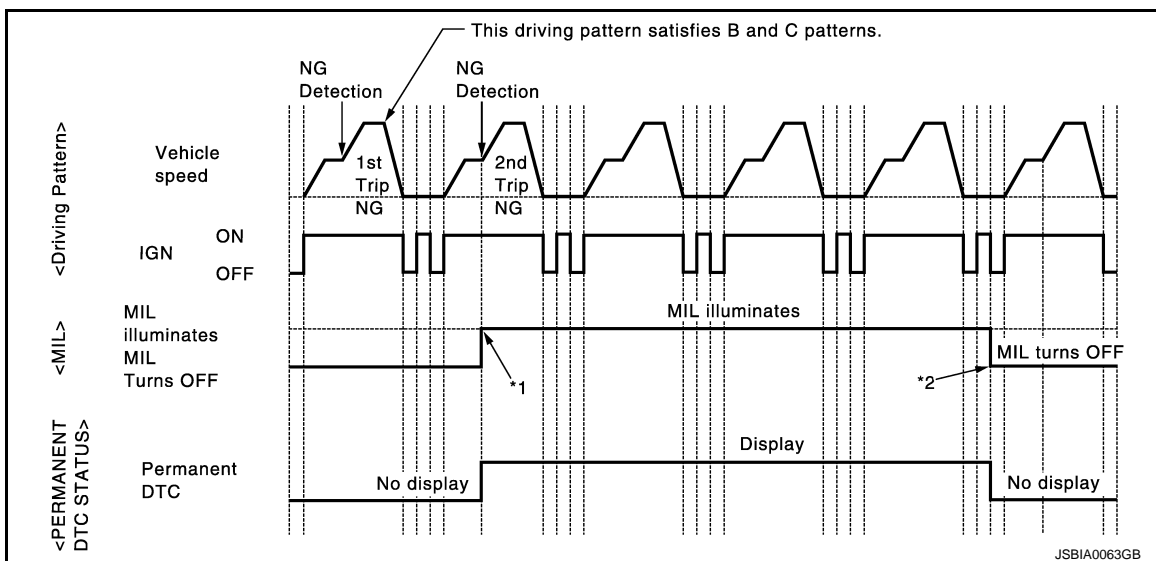 This driving pattern satisfies B and C patterns.
NG
Detection
NG
Detection
<Driving Pattern>
Vehicle
speed
1st
Trip
NG
2nd
Trip
NG
IGN
ON
OFF
<MIL>
MIL
illuminates
MIL
Turns OFF
MIL illuminates
*1
*2
MIL turns OFF
<PERMANENT
DTC STATUS>
Permanent
DTC
No display
Display
No display
JSBIA0063GB